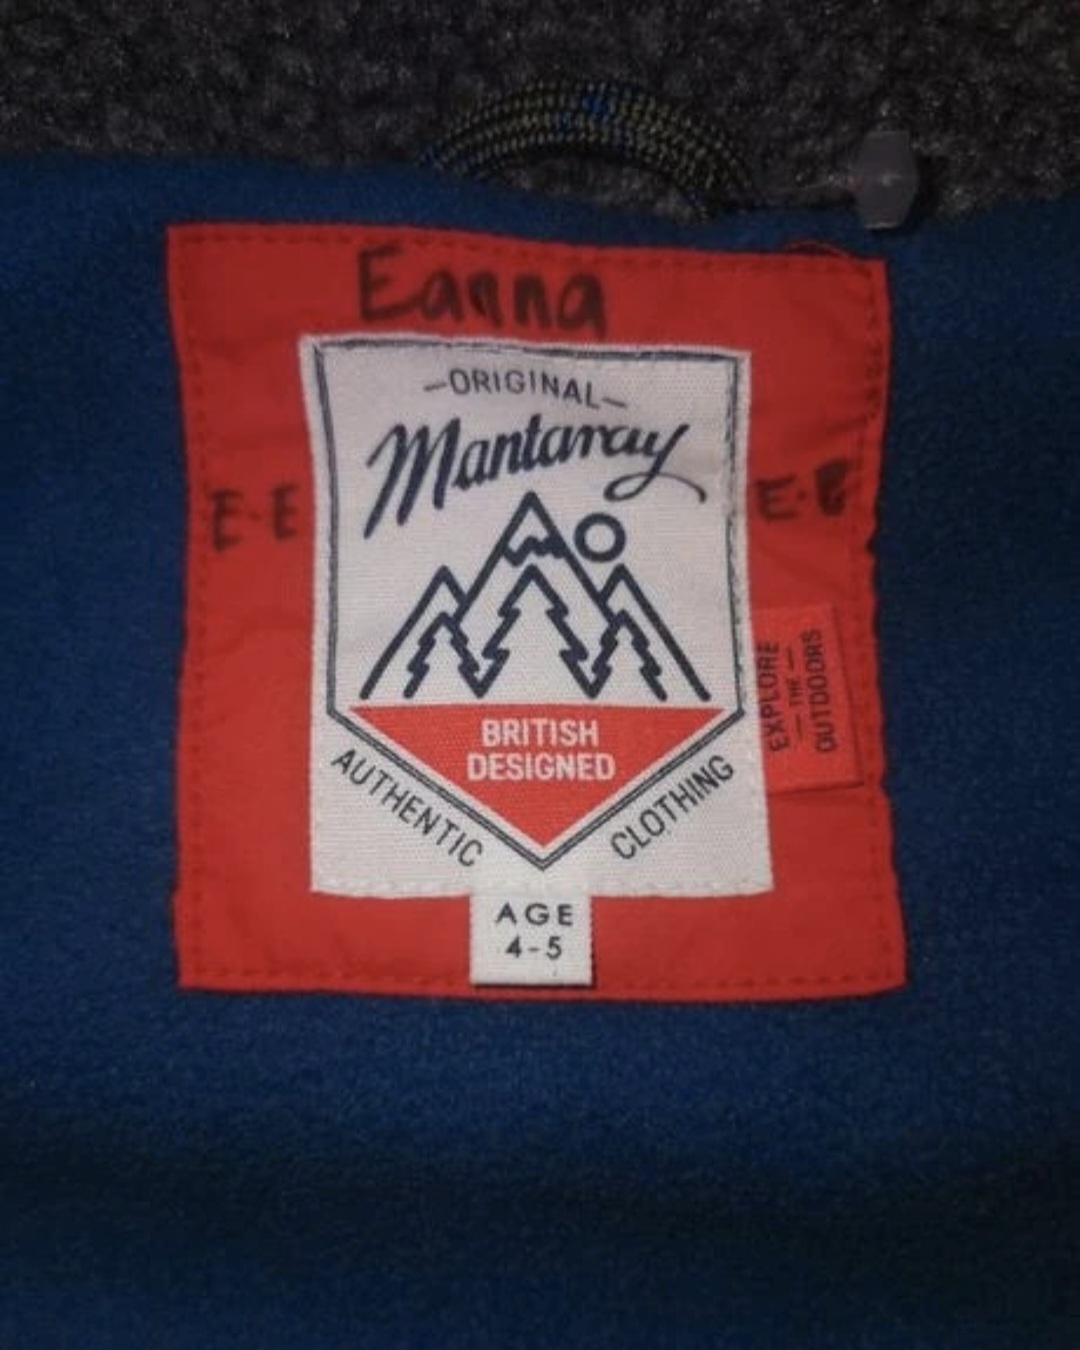 Eanna
—ORIGINAL—
Mantaray
E.E
E.E
EXPLORE
— THE —
OUTDOORS
BRITISH
DESIGNED
AUTHENTIC
CLOTHING
AGE
4-5